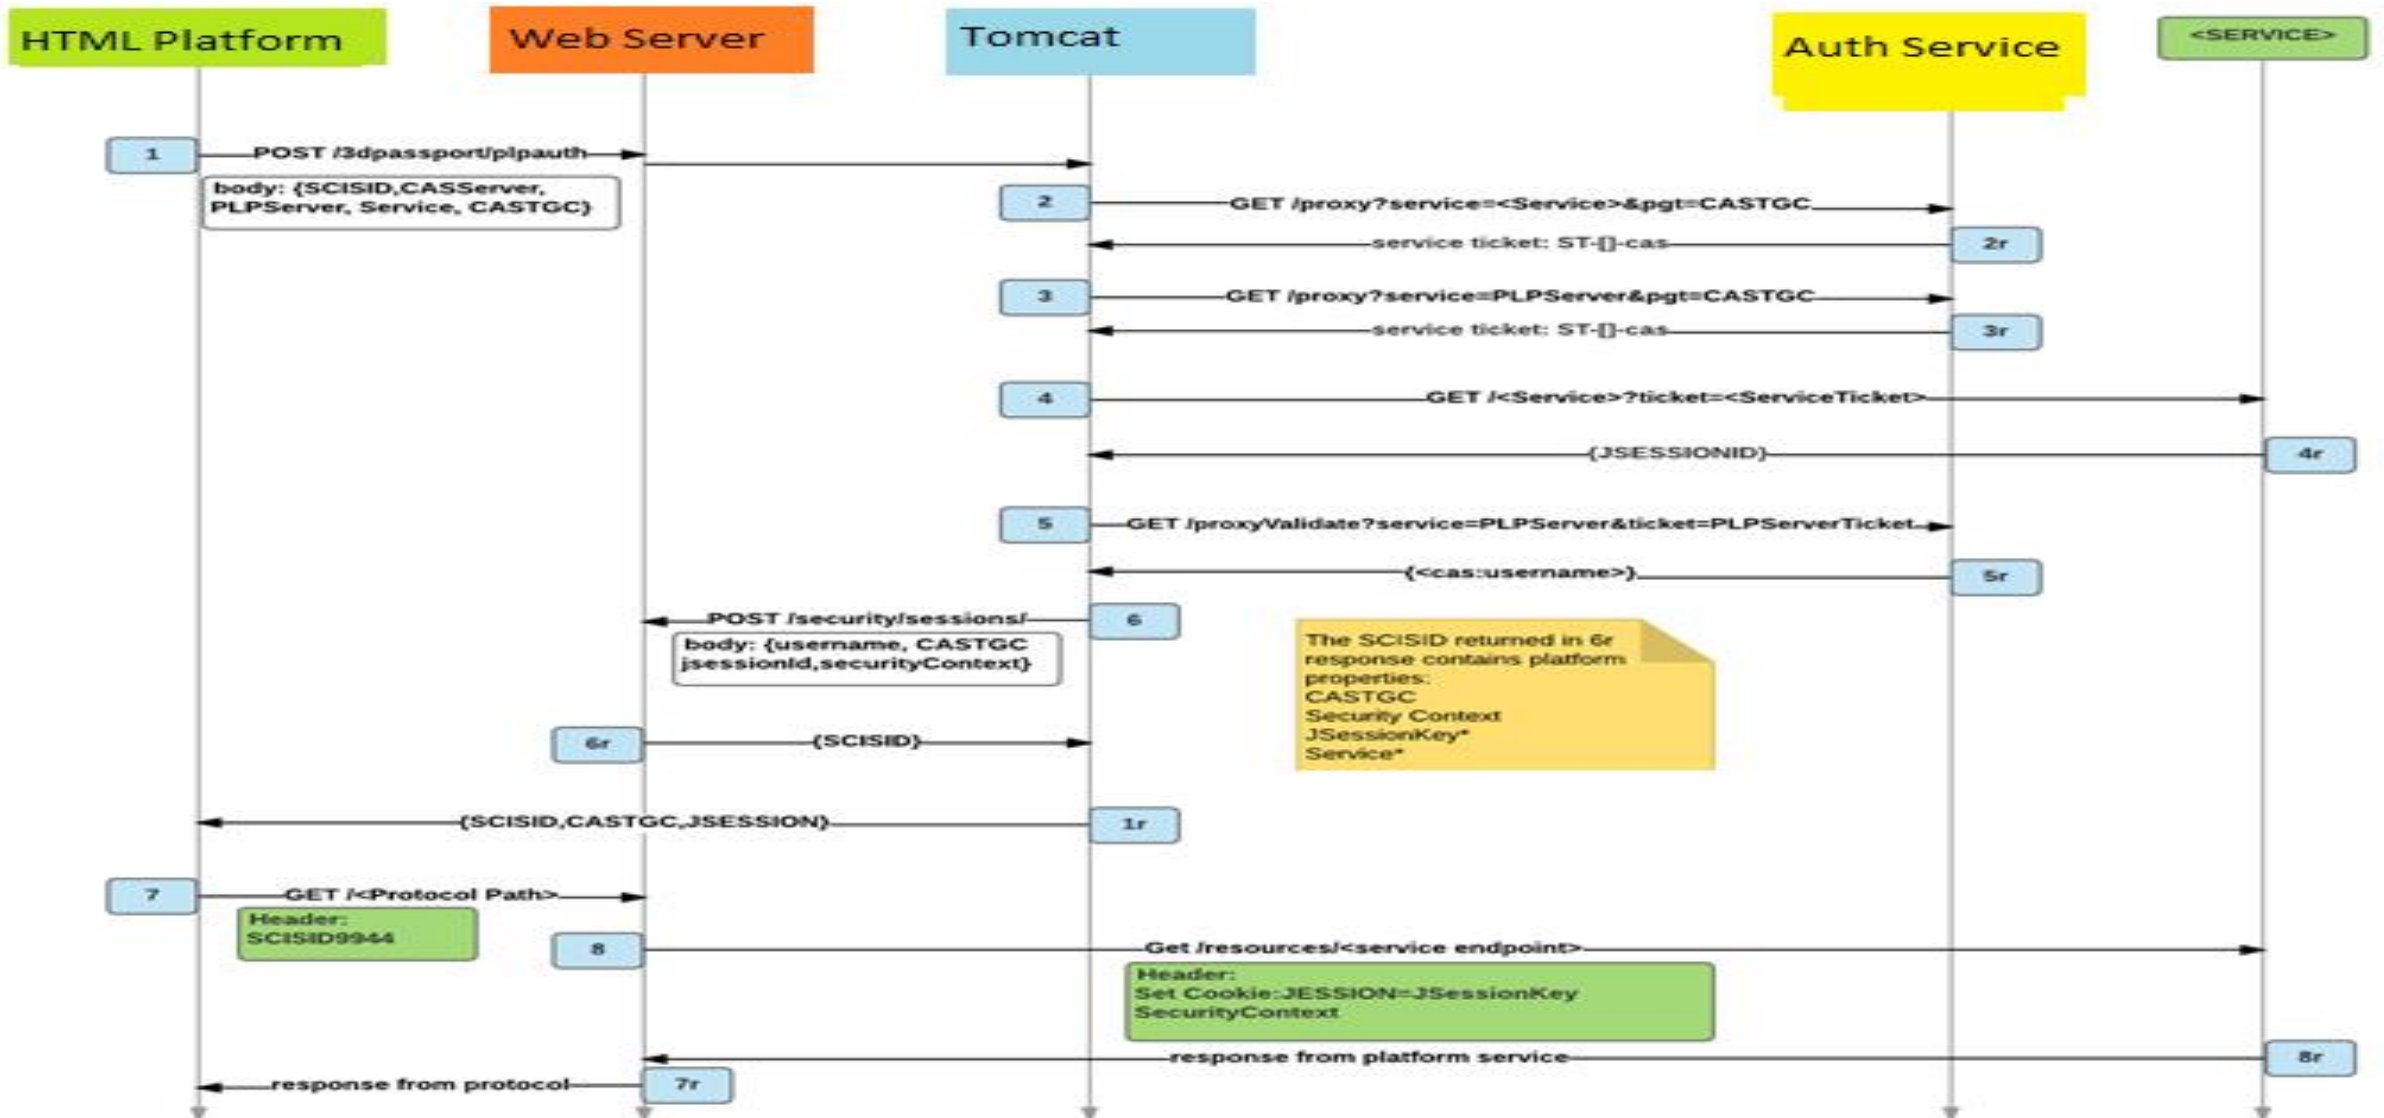 HTML Platform
Web Server
Tomcat
Auth Service
<SERVICE>
1
POST /3dpassport/plpauth
body: {SCISID,CASServer,
PLPServer, Service, CASTGC}
2
GET /proxy?service=<Service>&pgt=CASTGC
service ticket: ST-[]-cas
2r
3
GET /proxy?service=PLPServer&pgt=CASTGC
service ticket: ST-[]-cas
3r
4
GET /<Service>?ticket=<ServiceTicket>
{JSESSIONID}
4r
5
GET /proxyValidate?service=PLPServer&ticket=PLPServerTicket
{<cas:username>}
5r
POST /security/sessions/
6
body: {username, CASTGC
jsessionId,securityContext}
The SCISID returned in 6r
response contains platform
properties:
CASTGC
Security Context
JSessionKey*
Service*
6r
{SCISID}
{SCISID,CASTGC,JSESSION}
1r
7
GET /<Protocol Path>
Header:
SCISID9944
8
Get /resources/<service endpoint>
Header:
Set Cookie:JESSION=JSessionKey
SecurityContext
response from platform service
8r
response from protocol
7r